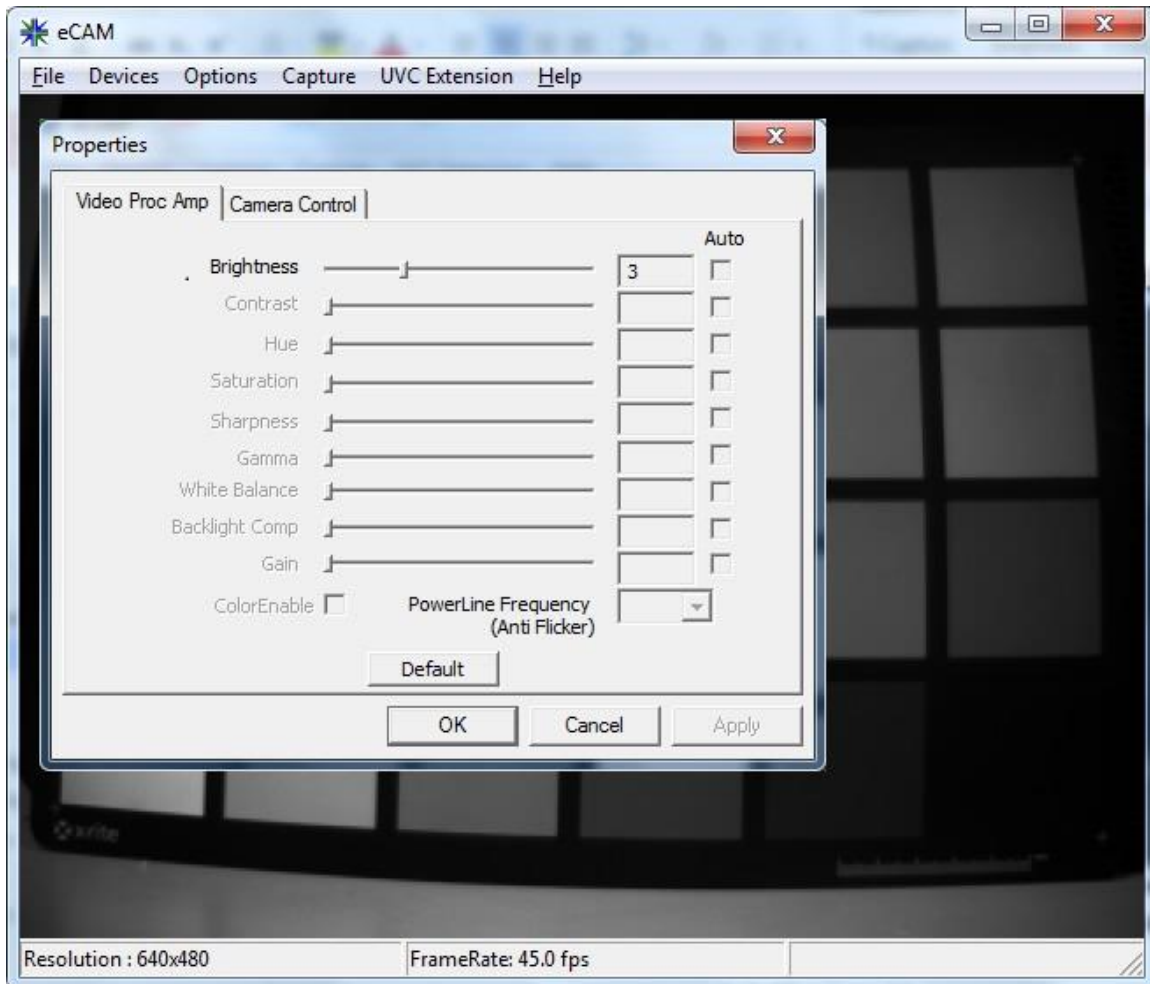 eCAM
File Devices Options Capture UVC Extension Help
Properties
Video Proc Amp Camera Control
Auto
Brightness 3
Contrast
Hue
Saturation
Sharpness
Gamma
White Balance
Backlight Comp
Gain
ColorEnable PowerLine Frequency
(Anti Flicker)
Default
OK Cancel Apply
xrite
Resolution : 640x480 FrameRate: 45.0 fps